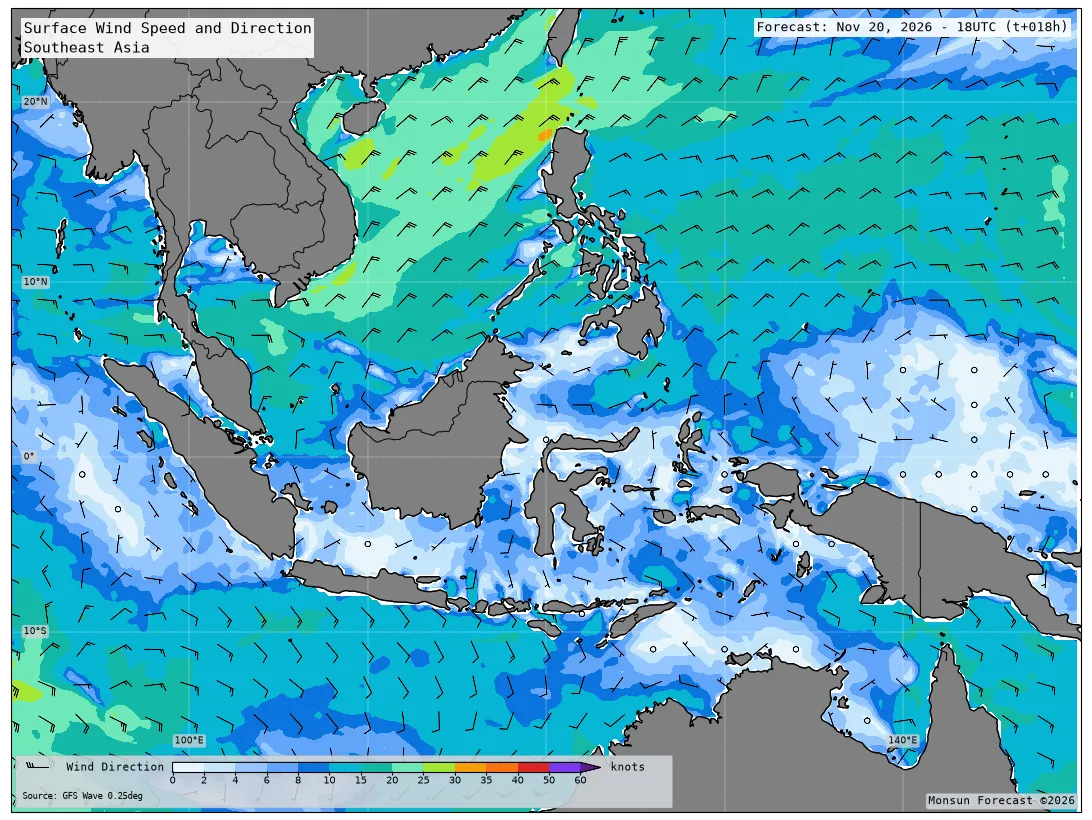 Surface Wind Speed and Direction
Southeast Asia
Forecast: Nov 20, 2026 - 18UTC (t+018h)
20°N
10°N
0°
10°S
100°E
140°E
Wind Direction
knots
0 2 4 6 8 10 15 20 25 30 35 40 50 60
Source: GFS Wave 0.25deg
Monsun Forecast ©2026